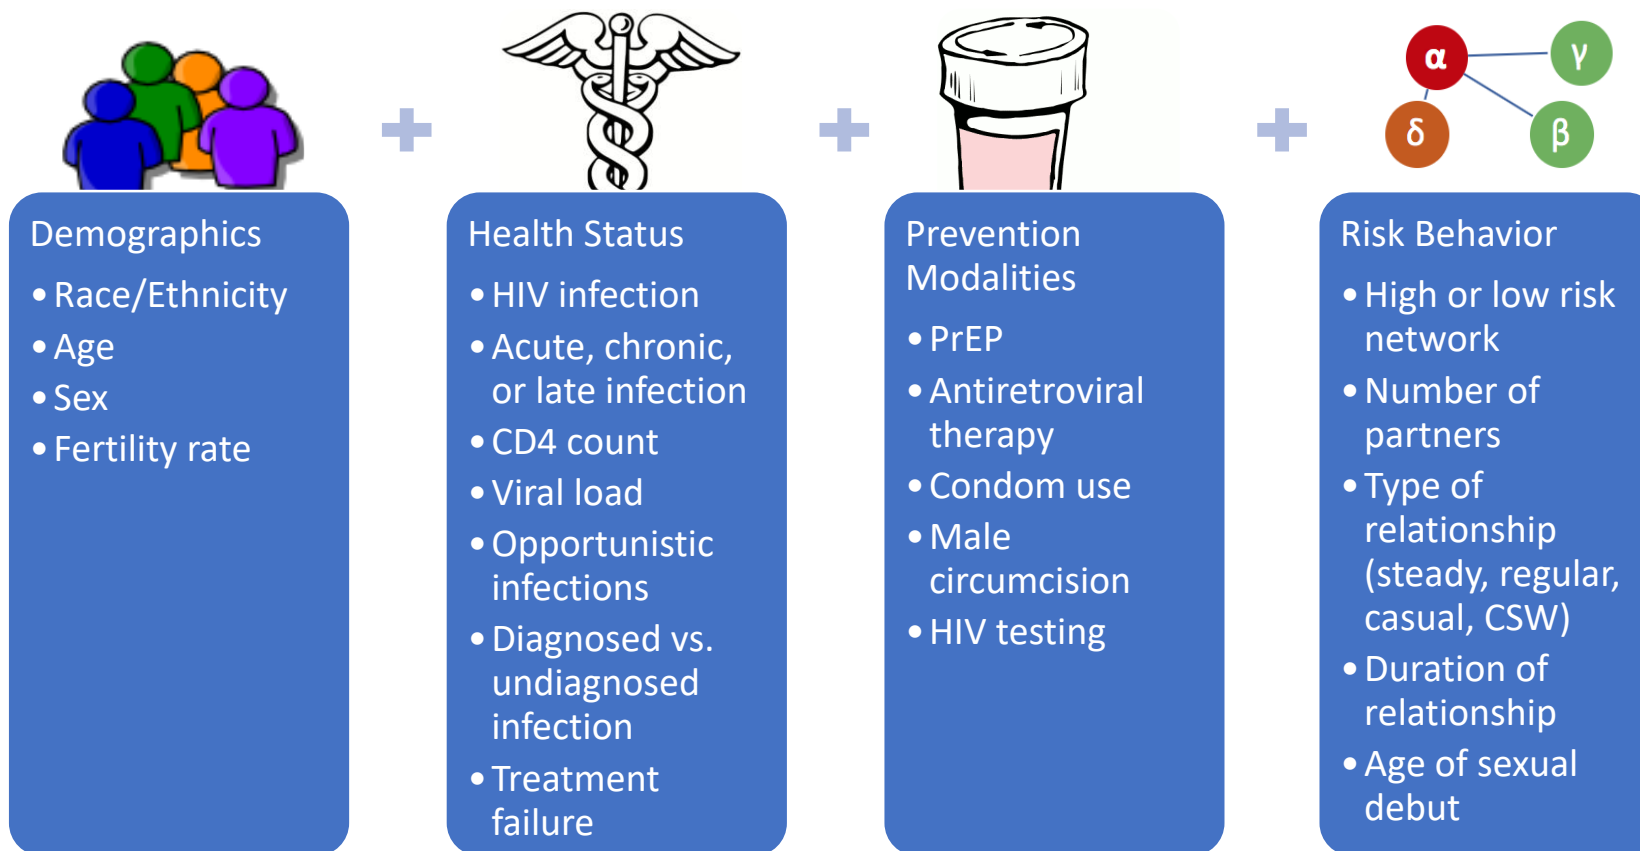 α
γ
δ
β
Demographics
• Race/Ethnicity
• Age
• Sex
• Fertility rate
Health Status
• HIV infection
• Acute, chronic,
or late infection
• CD4 count
• Viral load
• Opportunistic
infections
• Diagnosed vs.
undiagnosed
infection
• Treatment
failure
Prevention
Modalities
• PrEP
• Antiretroviral
therapy
• Condom use
• Male
circumcision
• HIV testing
Risk Behavior
• High or low risk
network
• Number of
partners
• Type of
relationship
(steady, regular,
casual, CSW)
• Duration of
relationship
• Age of sexual
debut